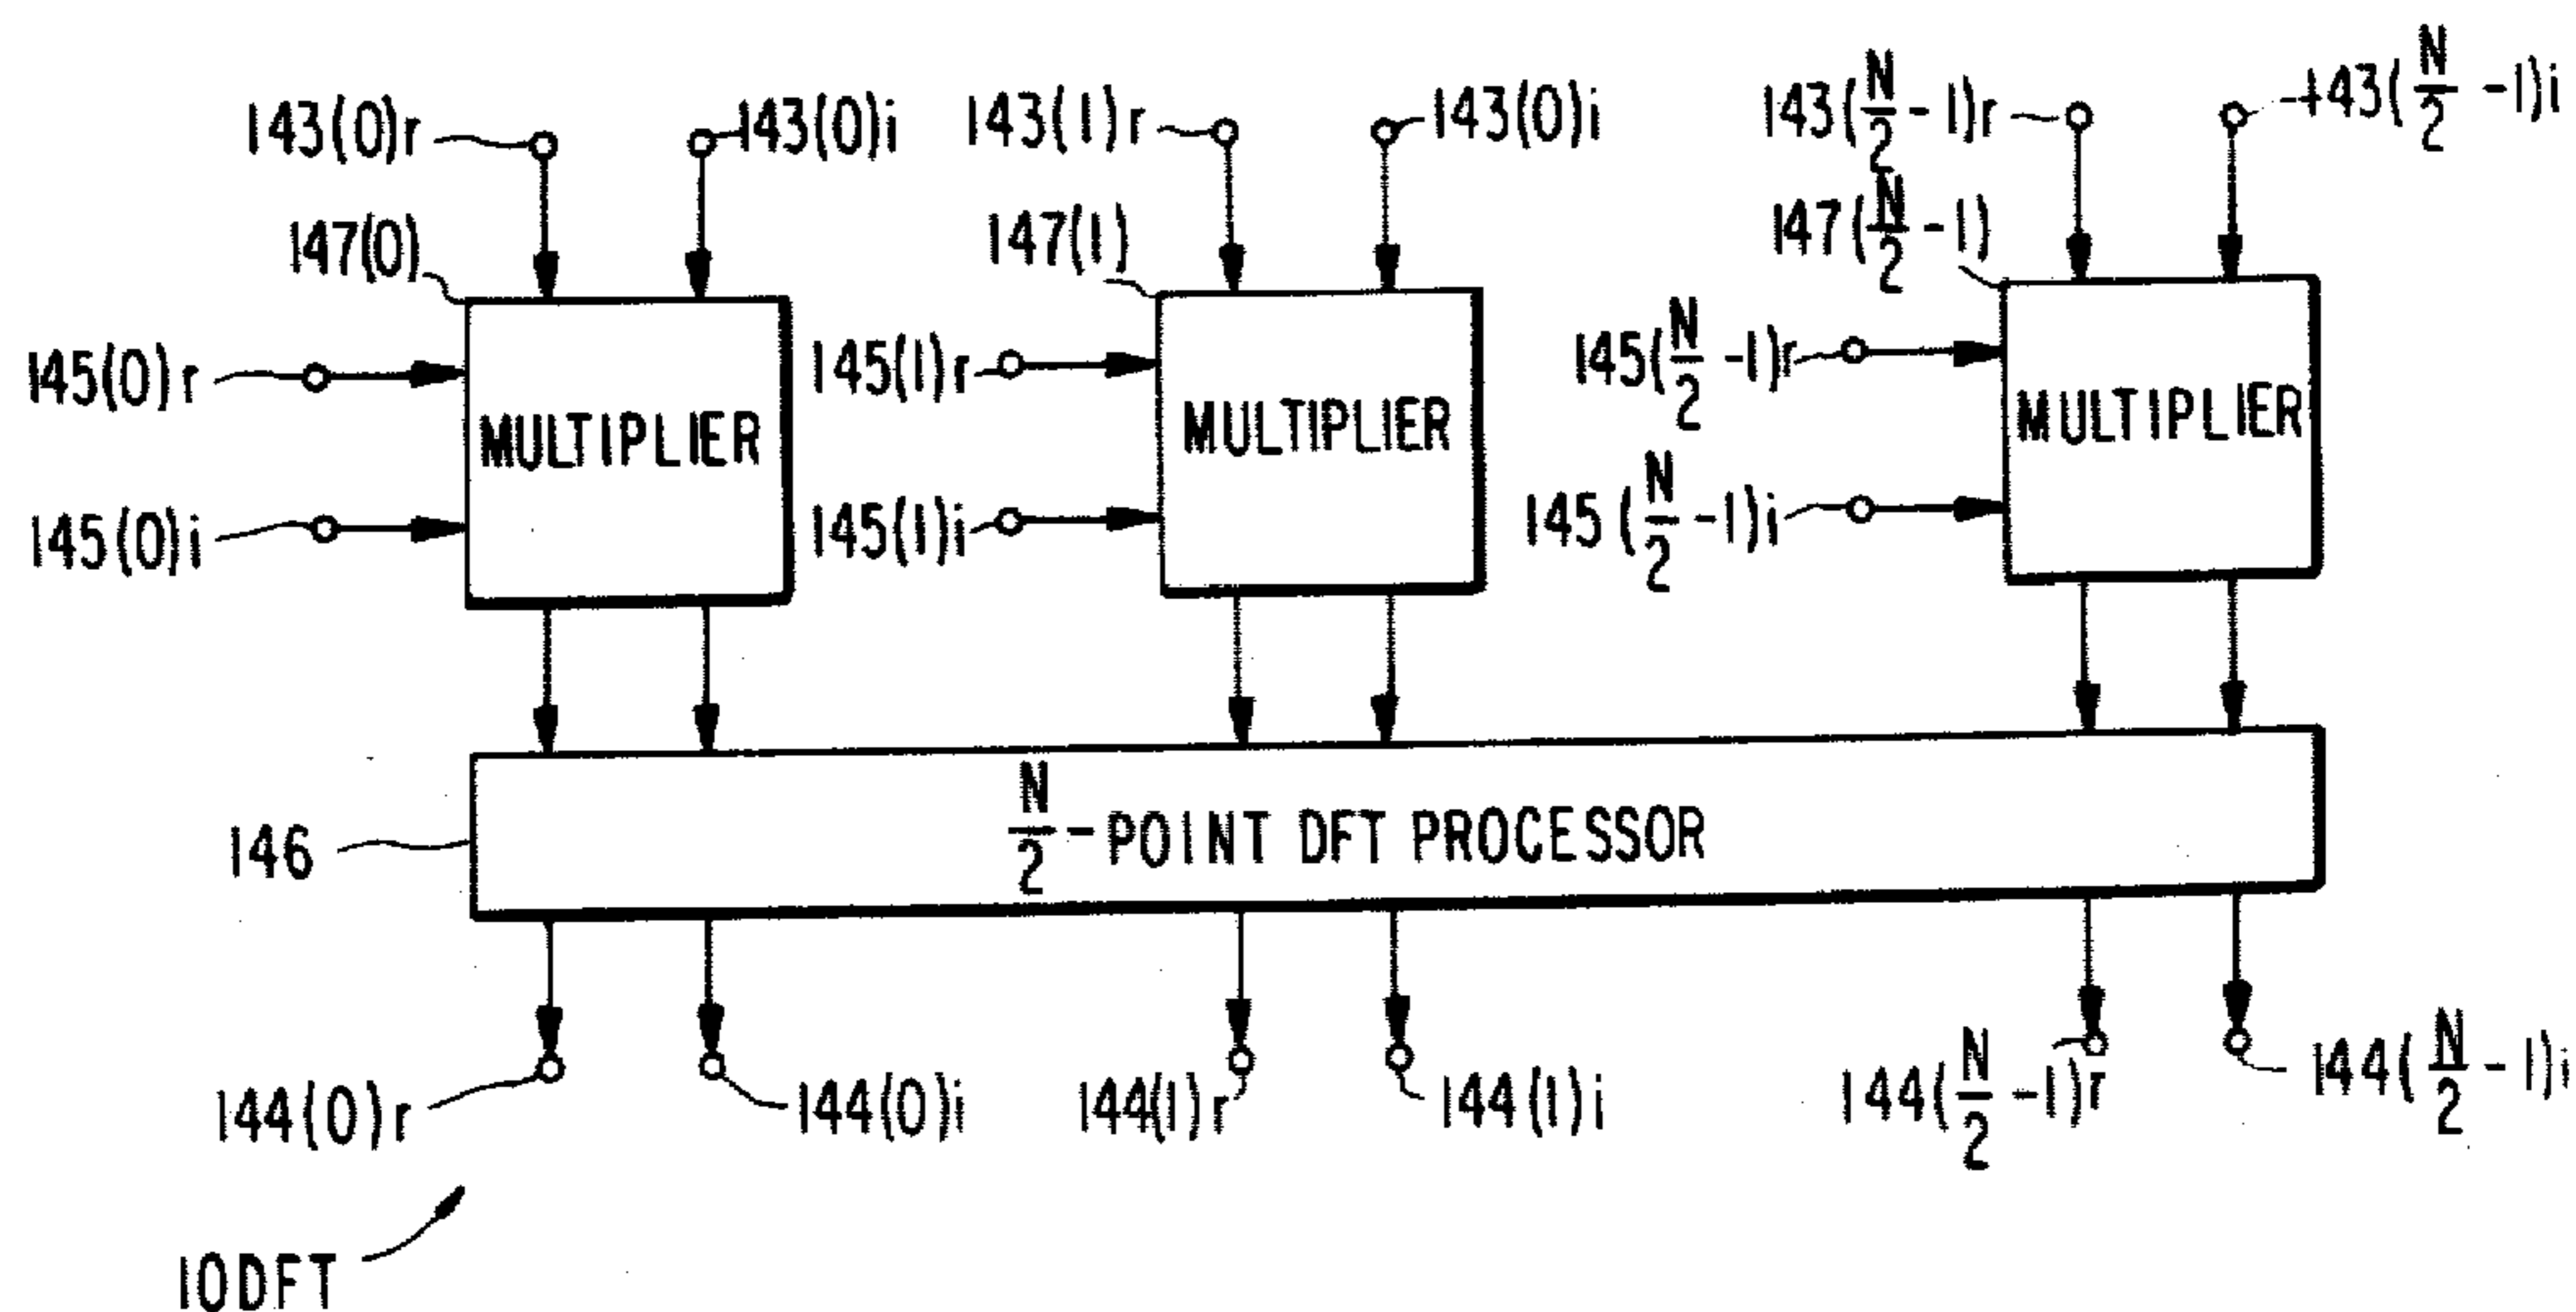 143(0)r 143(0)i 143(1)r 143(0)i 143(N/2 -1)r 143(N/2 -1)i
147(0) 147(1) 147(N/2 -1)
145(0)r 145(1)r 145(N/2 -1)r
MULTIPLIER MULTIPLIER MULTIPLIER
145(0)i 145(1)i 145(N/2 -1)i
146 N/2 -POINT DFT PROCESSOR
144(0)r 144(0)i 144(1)r 144(1)i 144(N/2 -1)r 144(N/2 -1)i
10DFT